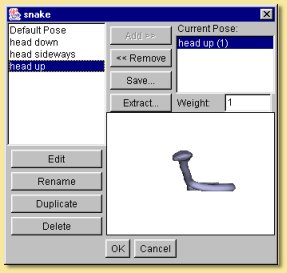 snake
Default Pose
head down
head sideways
head up
Add >>
<< Remove
Save...
Extract...
Current Pose:
head up (1)
Weight: 1
Edit
Rename
Duplicate
Delete
OK Cancel